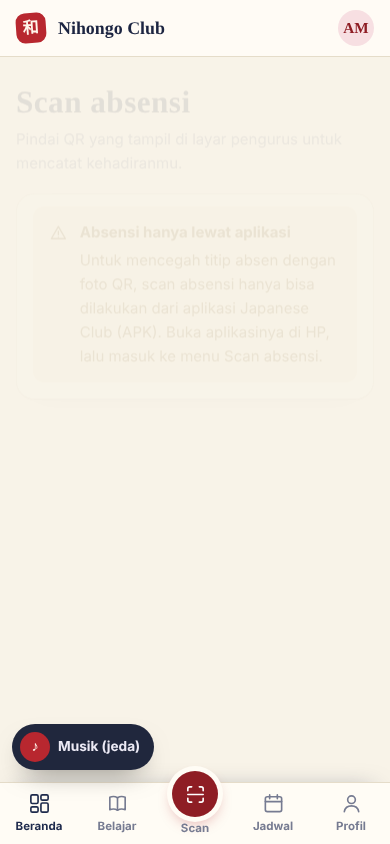 和 Nihongo Club AM
Scan absensi
Pindai QR yang tampil di layar pengurus untuk
mencatat kehadiranmu.
Absensi hanya lewat aplikasi
Untuk mencegah titip absen dengan
foto QR, scan absensi hanya bisa
dilakukan dari aplikasi Japanese
Club (APK). Buka aplikasinya di HP,
lalu masuk ke menu Scan absensi.
♪ Musik (jeda)
Beranda Belajar Scan Jadwal Profil